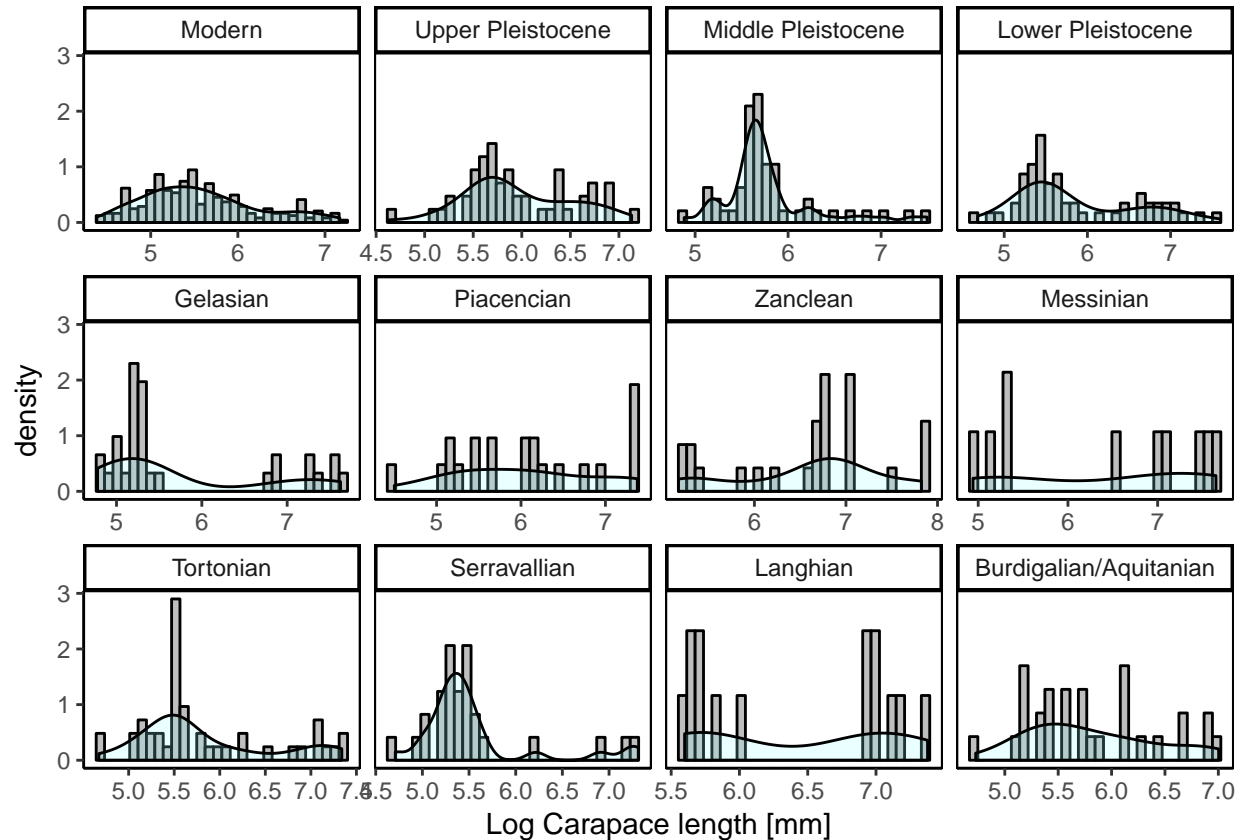 Modern Upper Pleistocene Middle Pleistocene Lower Pleistocene
3
2
1
0
5 6 7 4.5 5.0 5.5 6.0 6.5 7.0 5 6 7 5 6 7
Gelasian Piacencian Zanclean Messinian
3
2
1
0
5 6 7 5 6 7 6 7 8 5 6 7
density
Tortonian Serravallian Langhian Burdigalian/Aquitanian
3
2
1
0
5.0 5.5 6.0 6.5 7.0 5.0 5.5 6.0 6.5 7.0 5.5 6.0 6.5 7.0 5.0 5.5 6.0 6.5 7.0
Log Carapace length [mm]